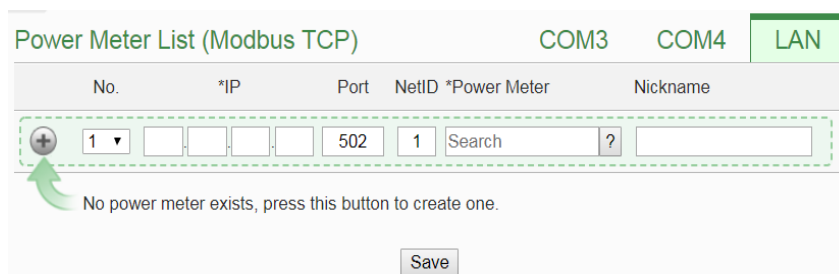 Power Meter List (Modbus TCP) COM3 COM4 LAN
No. *IP Port NetID *Power Meter Nickname
1 . . . 502 1 Search ?
No power meter exists, press this button to create one.
Save